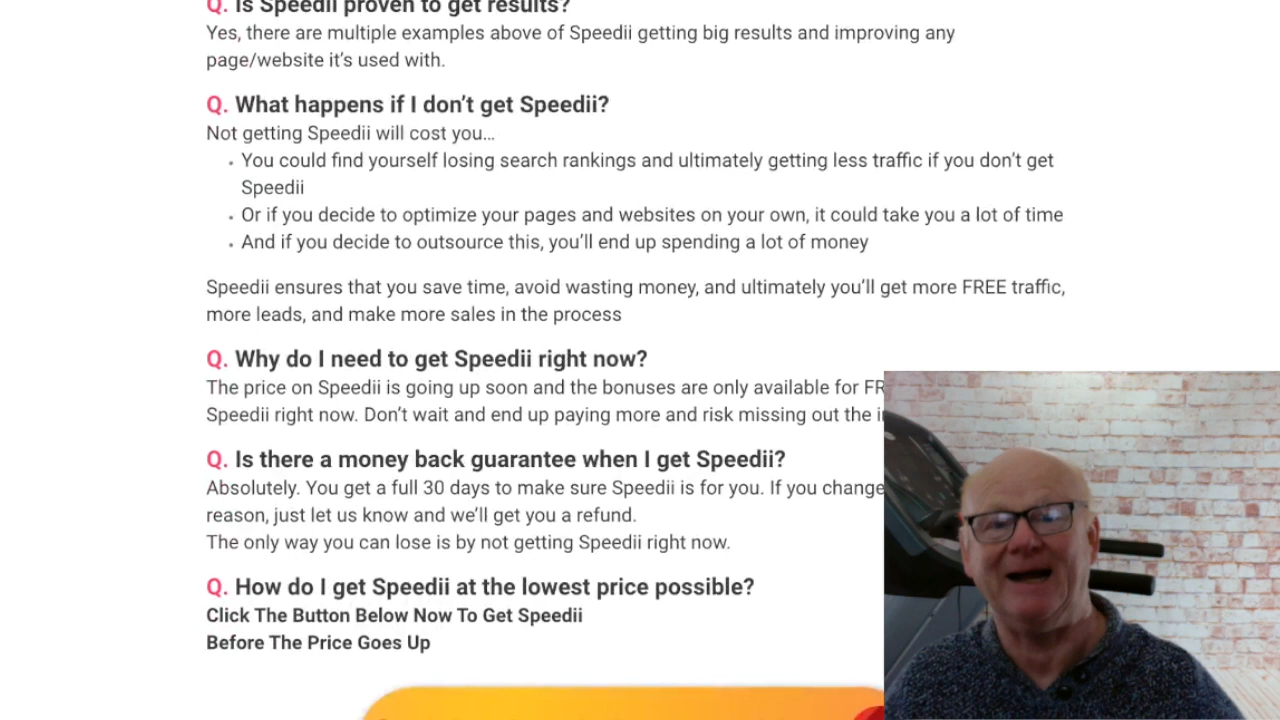 Q. Is Speedii proven to get results?
Yes, there are multiple examples above of Speedii getting big results and improving any
page/website it's used with.
Q. What happens if I don't get Speedii?
Not getting Speedii will cost you…
• You could find yourself losing search rankings and ultimately getting less traffic if you don't get
Speedii
• Or if you decide to optimize your pages and websites on your own, it could take you a lot of time
• And if you decide to outsource this, you'll end up spending a lot of money
Speedii ensures that you save time, avoid wasting money, and ultimately you'll get more FREE traffic,
more leads, and make more sales in the process
Q. Why do I need to get Speedii right now?
The price on Speedii is going up soon and the bonuses are only available for
Speedii right now. Don't wait and end up paying more and risk missing out the
Q. Is there a money back guarantee when I get Speedii?
Absolutely. You get a full 30 days to make sure Speedii is for you. If you change
reason, just let us know and we'll get you a refund.
The only way you can lose is by not getting Speedii right now.
Q. How do I get Speedii at the lowest price possible?
Click The Button Below Now To Get Speedii
Before The Price Goes Up